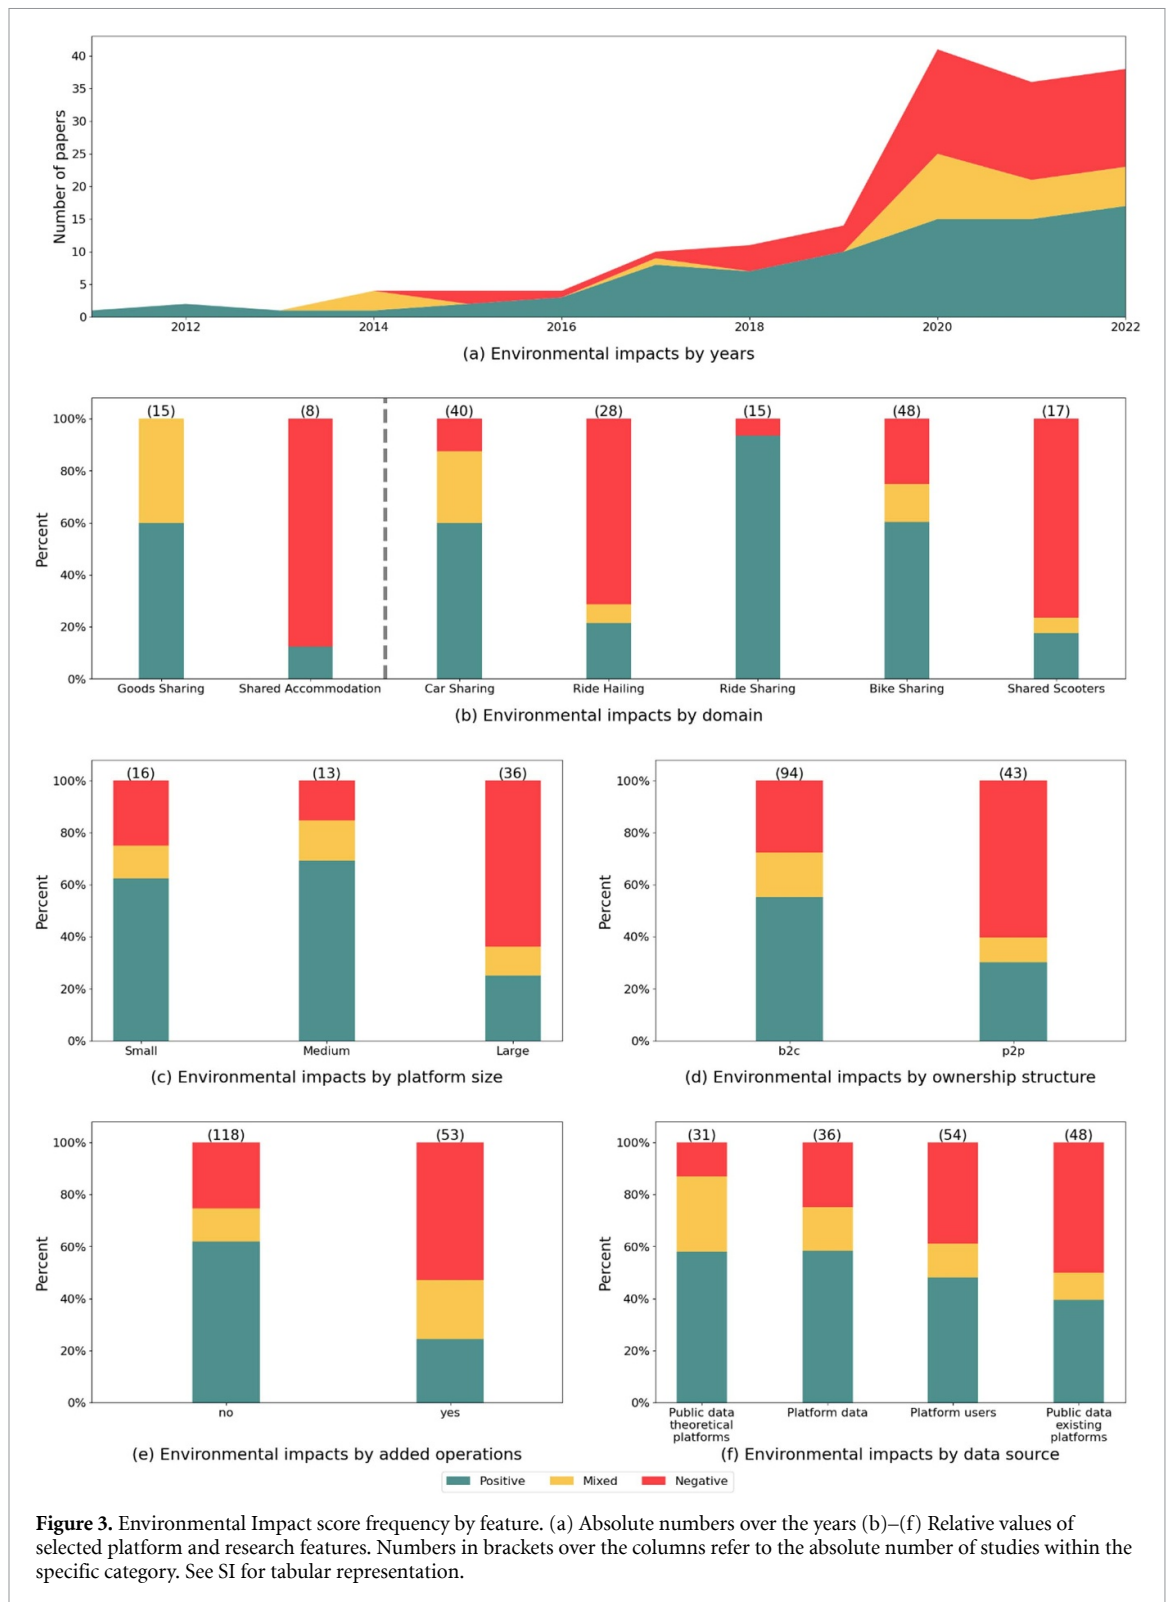 40
35
30
25
20
15
10
5
0
Number of papers
2012 2014 2016 2018 2020 2022
(a) Environmental impacts by years
(15) (8) (40) (28) (15) (48) (17)
100%
80%
60%
40%
20%
0%
Percent
Goods Sharing Shared Accommodation Car Sharing Ride Hailing Ride Sharing Bike Sharing Shared Scooters
(b) Environmental impacts by domain
(16) (13) (36)
100%
80%
60%
40%
20%
0%
Percent
Small Medium Large
(c) Environmental impacts by platform size
(94) (43)
100%
80%
60%
40%
20%
0%
Percent
b2c p2p
(d) Environmental impacts by ownership structure
(118) (53)
100%
80%
60%
40%
20%
0%
Percent
no yes
(e) Environmental impacts by added operations
(31) (36) (54) (48)
100%
80%
60%
40%
20%
0%
Percent
Public data
theoretical
platforms
Platform data
Platform users
Public data
existing
platforms
(f) Environmental impacts by data source
Positive Mixed Negative
Figure 3. Environmental Impact score frequency by feature. (a) Absolute numbers over the years (b)–(f) Relative values of
selected platform and research features. Numbers in brackets over the columns refer to the absolute number of studies within the
specific category. See SI for tabular representation.